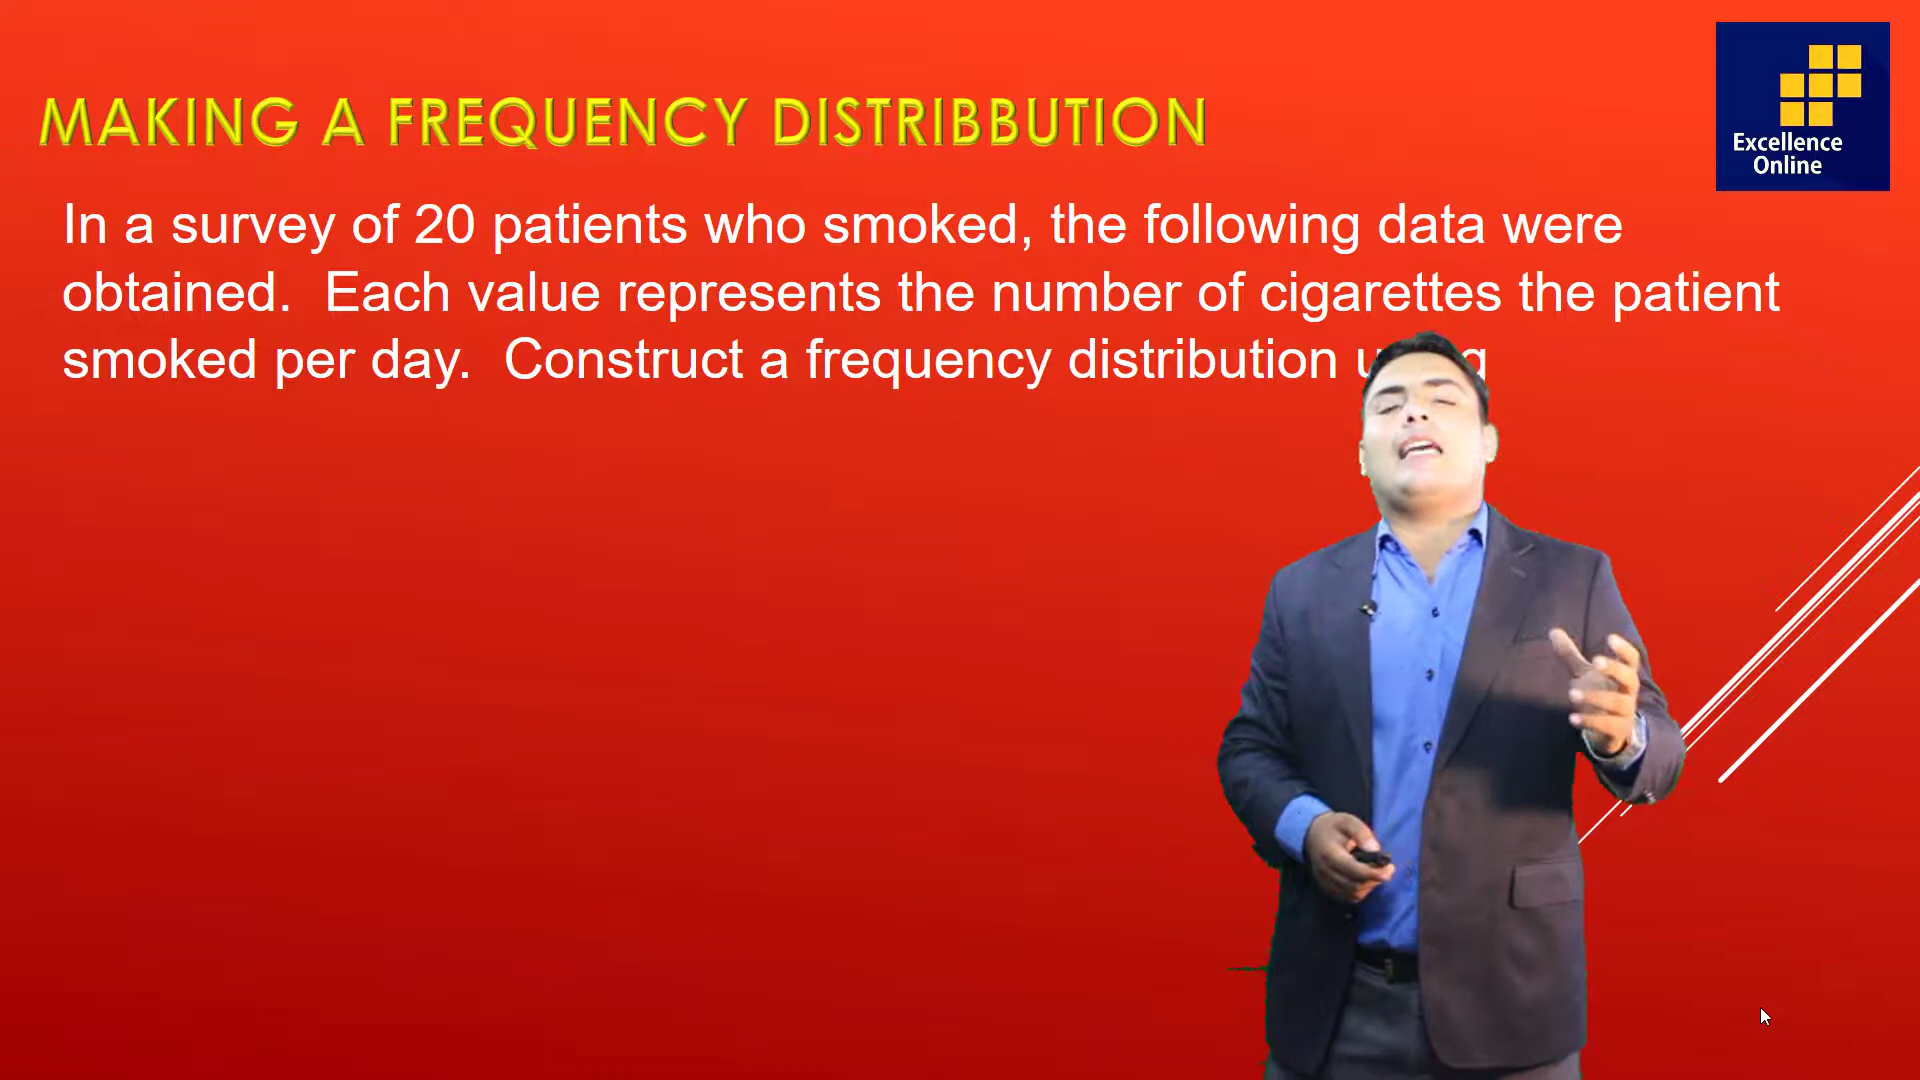 MAKING A FREQUENCY DISTRIBBUTION
Excellence
Online
In a survey of 20 patients who smoked, the following data were
obtained.  Each value represents the number of cigarettes the patient
smoked per day.  Construct a frequency distribution